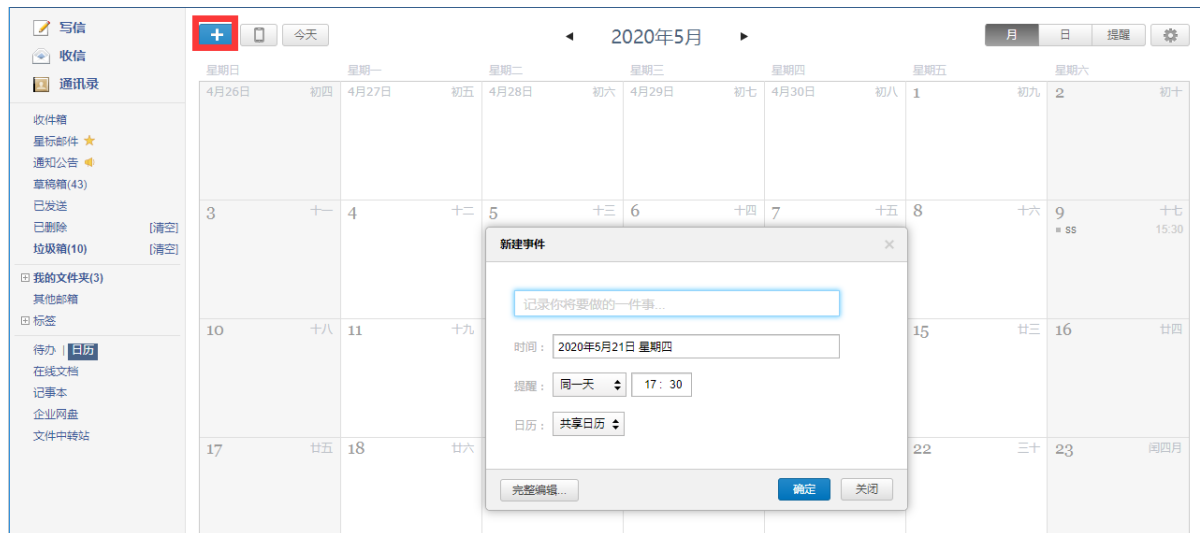 写信
收信
通讯录
收件箱
星标邮件
通知公告
草稿箱(43)
已发送
已删除 [清空]
垃圾箱(10) [清空]
我的文件夹(3)
其他邮箱
标签
待办 | 日历
在线文档
记事本
企业网盘
文件中转站
+ 今天 2020年5月 月 日 提醒
星期日 星期一 星期二 星期三 星期四 星期五 星期六
4月26日 初四 4月27日 初五 4月28日 初六 4月29日 初七 4月30日 初八 1 初九 2 初十
3 十一 4 十二 5 十三 6 十四 7 十五 8 十六 9 十七
ss 15:30
新建事件
记录你将要做的一件事...
时间： 2020年5月21日 星期四
提醒： 同一天 17: 30
日历： 共享日历
完整编辑... 确定 关闭
10 十八 11 十九 15 廿三 16 廿四
17 廿五 18 廿六 22 三十 23 闰四月